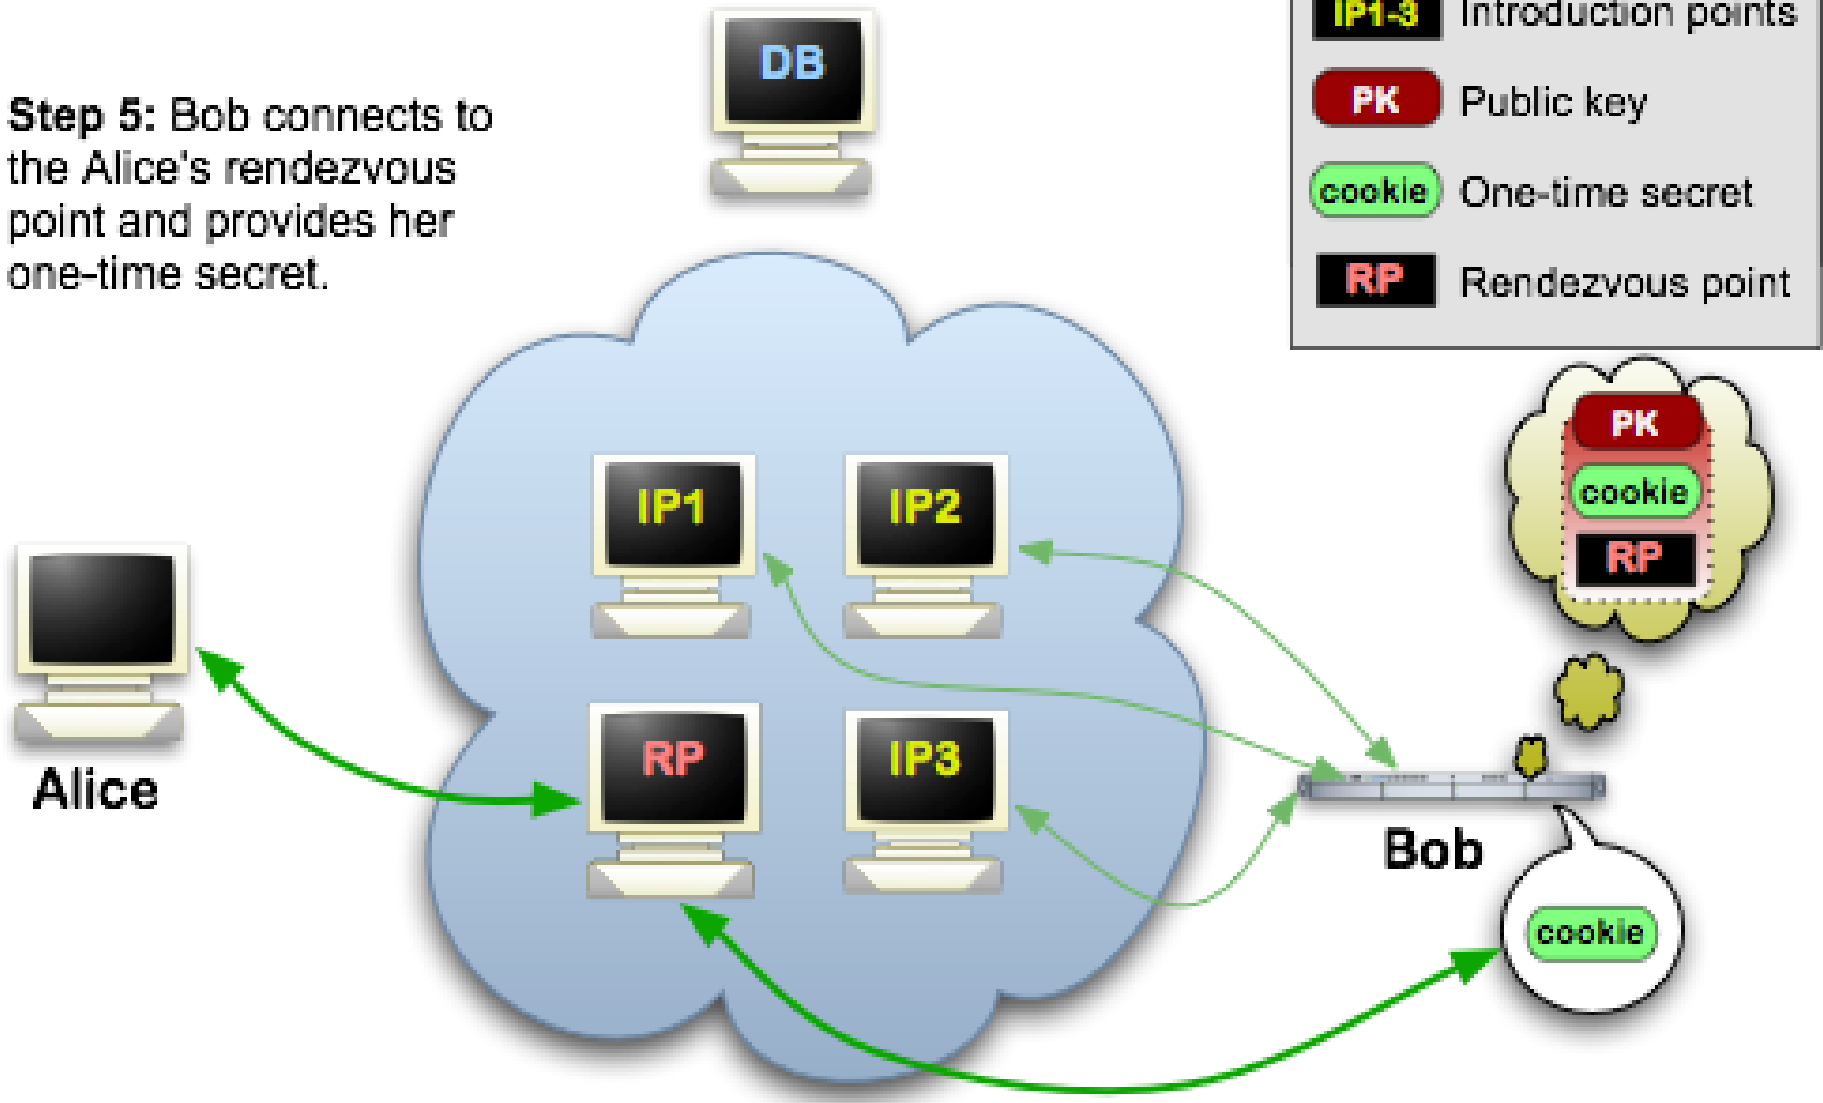 IP1-3 Introduction points
DB
Step 5: Bob connects to
the Alice's rendezvous
point and provides her
one-time secret.
PK Public key
cookie One-time secret
RP Rendezvous point
PK
cookie
RP
IP1
IP2
RP
IP3
Alice
Bob
cookie